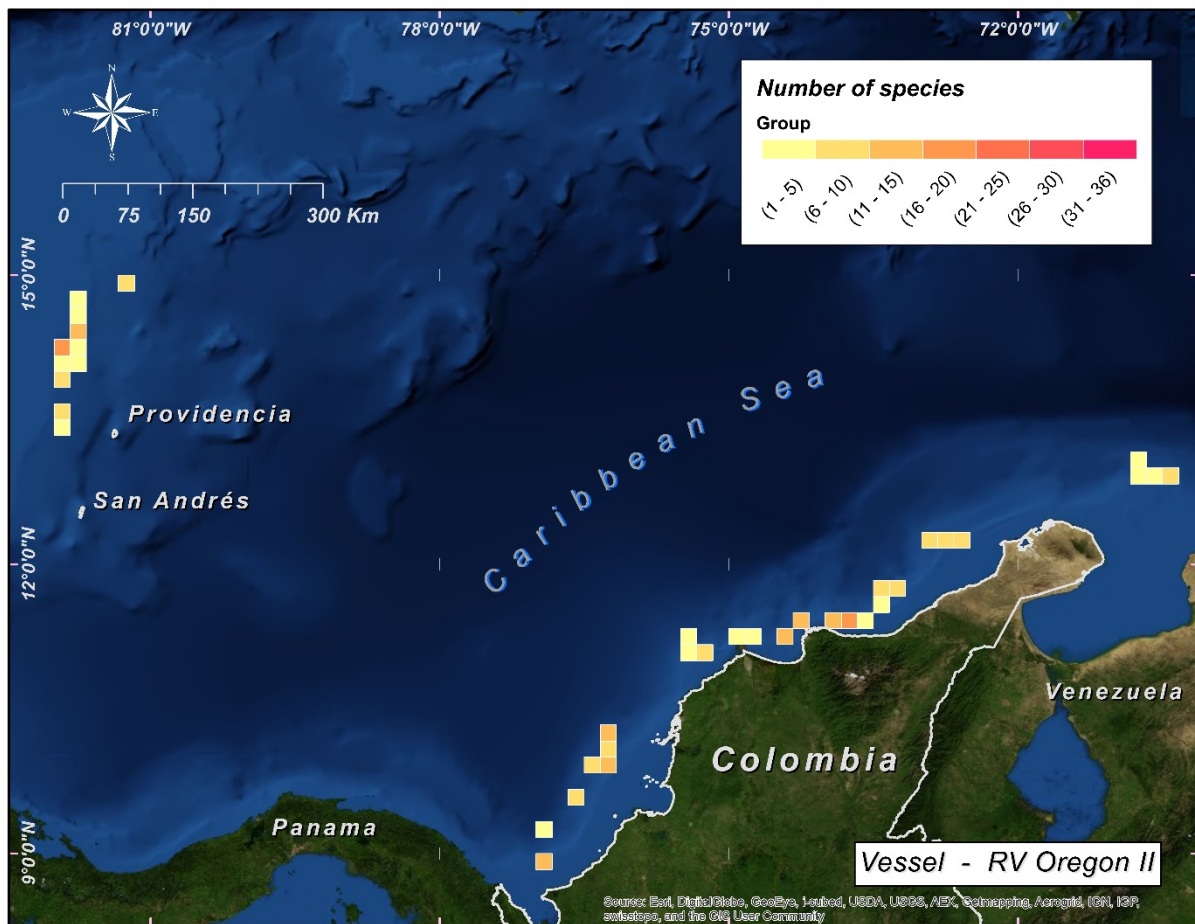 81°0'0"W 78°0'0"W 75°0'0"W 72°0'0"W
N
W E
S
0 75 150 300 Km
Number of species
Group
(1 - 5) (6 - 10) (11 - 15) (16 - 20) (21 - 25) (26 - 30) (31 - 36)
15°0'0"N
Providencia
San Andrés
Caribbean Sea
12°0'0"N
Venezuela
Colombia
Panama
9°0'0"N
Vessel - RV Oregon II
Source: Esri, DigitalGlobe, GeoEye, i-cubed, USDA, USGS, AEX, Getmapping, Aerogrid, IGN, IGP,
swisstopo, and the GIS User Community